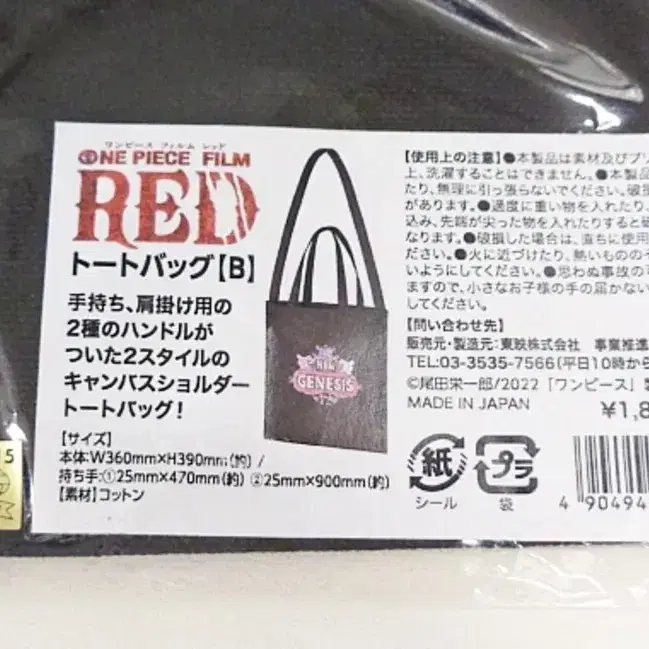 ワンピース フィルム レッド
ONE PIECE FILM
RED
トートバッグ【B】
手持ち、肩掛け用の
2種のハンドルが
ついた2スタイルの
キャンバスショルダー
トートバッグ!
【サイズ】
本体:W360mm×H390mm(約) /
持ち手:①25mm×470mm(約) ②25mm×900mm(約)
【素材】コットン
NEW
GENESIS
【使用上の注意】●本製品は素材及びプリ
上、洗濯することはできません。●本製品
たり、無理に引っ張らないでください。破損
があります。●過度に重い物を入れたり、
込み、先端が尖った物を入れたりすると破
なります。●破損した場合は、直ちに使用
ださい。●火に近づけたり、熱いもののそ
いようにしてください。●思わぬ事故の
ますので、小さなお子様の手の届かない
してください。
【問い合わせ先】
販売元・製造元:東映株式会社 事業推進
TEL:03-3535-7566(平日10時から
©尾田栄一郎/2022「ワンピース」製
MADE IN JAPAN
¥1,8
紙
シール
プラ
袋
4 90494
5